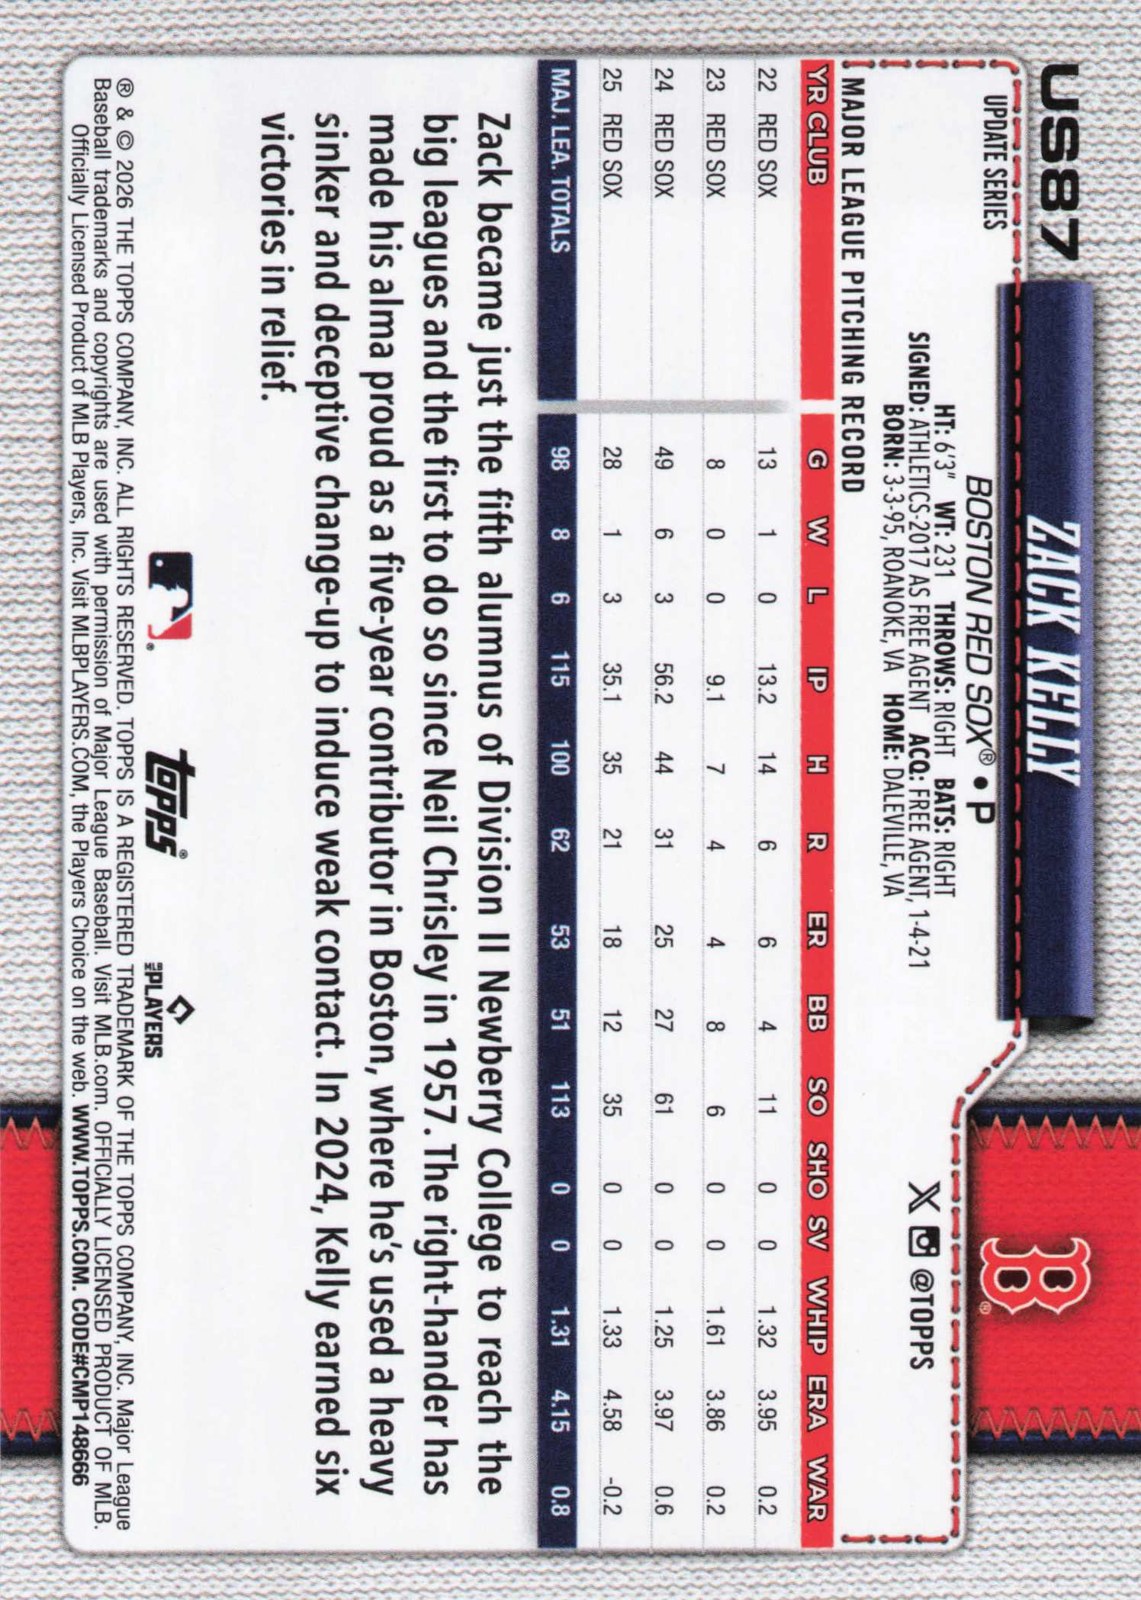 US87
ZACK KELLY
BOSTON RED SOX® • P
UPDATE SERIES
HT: 6'3" WT: 231 THROWS: RIGHT BATS: RIGHT
SIGNED: ATHLETICS-2017 AS FREE AGENT ACQ: FREE AGENT, 1-4-21
BORN: 3-3-95, ROANOKE, VA HOME: DALEVILLE, VA
B®
@TOPPS
MAJOR LEAGUE PITCHING RECORD
YR CLUB G W L IP H R ER BB SO SHO SV WHIP ERA WAR
22 RED SOX 13 1 0 13.2 14 6 6 4 11 0 0 1.32 3.95 0.2
23 RED SOX 8 0 0 9.1 7 4 4 8 6 0 0 1.61 3.86 0.2
24 RED SOX 49 6 3 56.2 44 31 25 27 61 0 0 1.25 3.97 0.6
25 RED SOX 28 1 3 35.1 35 21 18 12 35 0 0 1.33 4.58 -0.2
MAJ. LEA. TOTALS 98 8 6 115 100 62 53 51 113 0 0 1.31 4.15 0.8
Zack became just the fifth alumnus of Division II Newberry College to reach the
big leagues and the first to do so since Neil Chrisley in 1957. The right-hander has
made his alma proud as a five-year contributor in Boston, where he's used a heavy
sinker and deceptive change-up to induce weak contact. In 2024, Kelly earned six
victories in relief.
® topps® MLB PLAYERS
® & © 2026 THE TOPPS COMPANY, INC. ALL RIGHTS RESERVED. TOPPS IS A REGISTERED TRADEMARK OF THE TOPPS COMPANY, INC. Major League
Baseball trademarks and copyrights are used with permission of Major League Baseball. Visit MLB.com. OFFICIALLY LICENSED PRODUCT OF MLB.
Officially Licensed Product of MLB Players, Inc. Visit MLBPLAYERS.COM, the Players Choice on the web. WWW.TOPPS.COM. CODE#CMP148666